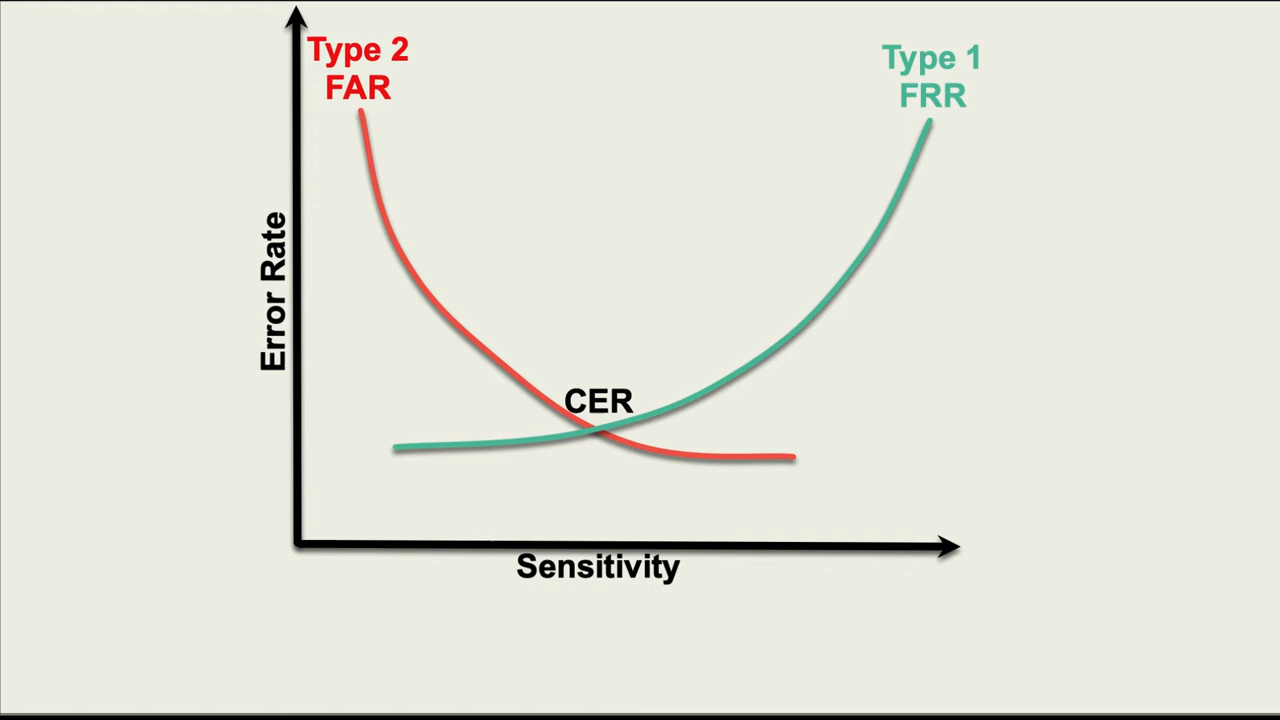 Type 2
FAR
Type 1
FRR
Error Rate
CER
Sensitivity